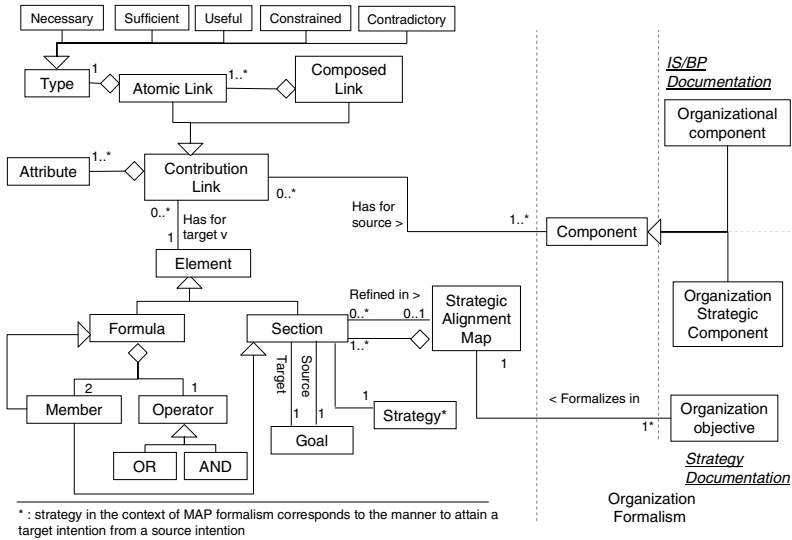 Necessary
Sufficient
Useful
Constrained
Contradictory
IS/BP
Documentation
Type
1
Atomic Link
1..*
Composed
Link
Organizational
component
Attribute
1..*
Contribution
Link
0..*
Has for
source >
1..*
Component
0..*
Has for
target v
1
Element
Refined in >
0..*
0..1
Strategic
Alignment
Map
Organization
Strategic
Component
Formula
Section
1..*
1
Target
Source
2
1
Member
Operator
1
1
1
Strategy*
Goal
< Formalizes in
1*
Organization
objective
OR
AND
Strategy
Documentation
Organization
Formalism
* : strategy in the context of MAP formalism corresponds to the manner to attain a
target intention from a source intention